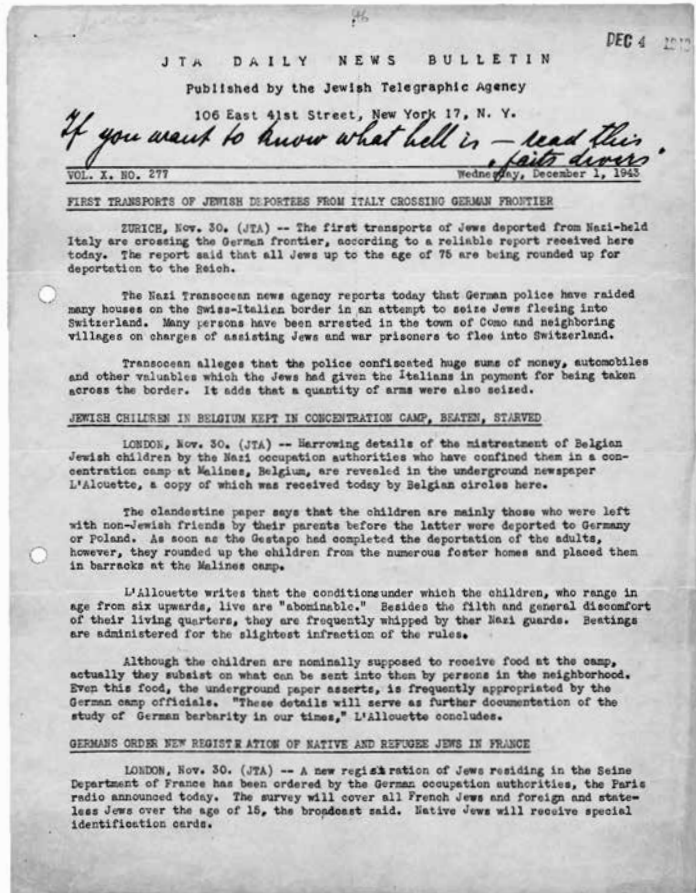 46
DEC 4 1943
JTA DAILY NEWS BULLETIN
Published by the Jewish Telegraphic Agency
106 East 41st Street, New York 17, N. Y.
If you want to know what hell is — read this
"faits divers"
VOL. X. NO. 277 Wednesday, December 1, 1943
FIRST TRANSPORTS OF JEWISH DEPORTEES FROM ITALY CROSSING GERMAN FRONTIER
ZURICH, Nov. 30. (JTA) -- The first transports of Jews deported from Nazi-held
Italy are crossing the German frontier, according to a reliable report received here
today. The report said that all Jews up to the age of 75 are being rounded up for
deportation to the Reich.
The Nazi Transocean news agency reports today that German police have raided
many houses on the Swiss-Italian border in an attempt to seize Jews fleeing into
Switzerland. Many persons have been arrested in the town of Como and neighboring
villages on charges of assisting Jews and war prisoners to flee into Switzerland.
Transocean alleges that the police confiscated huge sums of money, automobiles
and other valuables which the Jews had given the Italians in payment for being taken
across the border. It adds that a quantity of arms were also seized.
JEWISH CHILDREN IN BELGIUM KEPT IN CONCENTRATION CAMP, BEATEN, STARVED
LONDON, Nov. 30. (JTA) -- Harrowing details of the mistreatment of Belgian
Jewish children by the Nazi occupation authorities who have confined them in a con-
centration camp at Malines, Belgium, are revealed in the underground newspaper
L'Alouette, a copy of which was received today by Belgian circles here.
The clandestine paper says that the children are mainly those who were left
with non-Jewish friends by their parents before the latter were deported to Germany
or Poland. As soon as the Gestapo had completed the deportation of the adults,
however, they rounded up the children from the numerous foster homes and placed them
in barracks at the Malines camp.
L'Allouette writes that the conditionsunder which the children, who range in
age from six upwards, live are "abominable." Besides the filth and general discomfort
of their living quarters, they are frequently whipped by ther Nazi guards. Beatings
are administered for the slightest infraction of the rules.
Although the children are nominally supposed to receive food at the camp,
actually they subsist on what can be sent into them by persons in the neighborhood.
Even this food, the underground paper asserts, is frequently appropriated by the
German camp officials. "These details will serve as further documentation of the
study of German berbarity in our times," L'Allouette concludes.
GERMANS ORDER NEW REGISTRATION OF NATIVE AND REFUGEE JEWS IN FRANCE
LONDON, Nov. 30. (JTA) -- A new registration of Jews residing in the Seine
Department of France has been ordered by the German occupation authorities, the Paris
radio announced today. The survey will cover all French Jews and foreign and state-
less Jews over the age of 15, the broadcast said. Native Jews will receive special
identification cards.